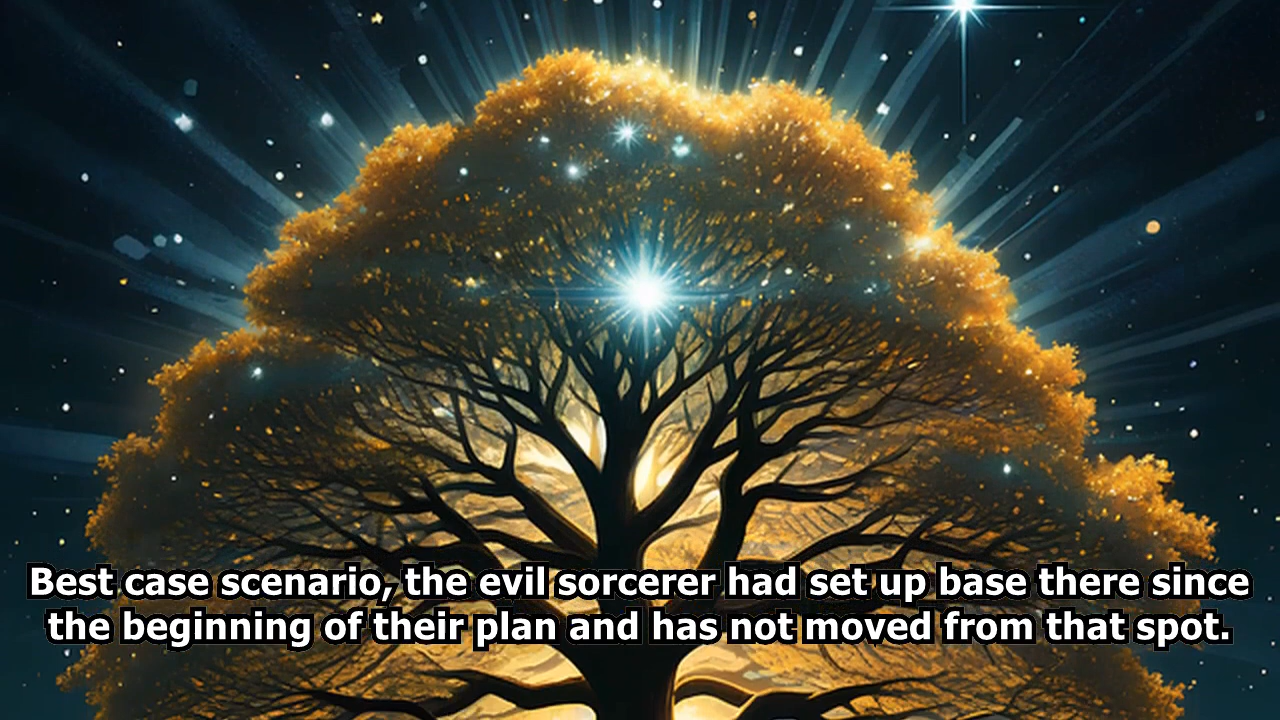 Best case scenario, the evil sorcerer had set up base there since
the beginning of their plan and has not moved from that spot.